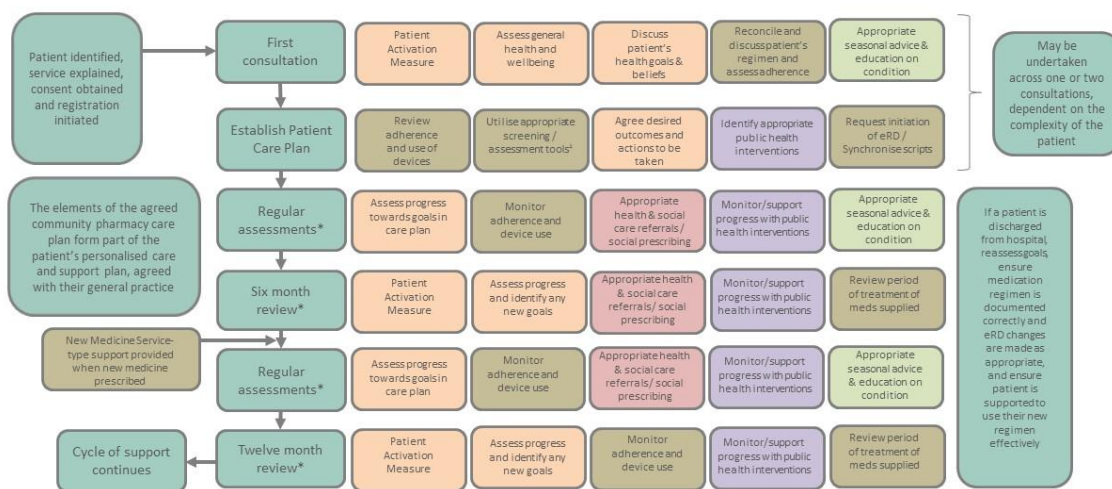 Patient identified,
service explained,
consent obtained
and registration
initiated
First
consultation
Patient
Activation
Measure
Assess general
health and
wellbeing
Discuss
patient's
health goals &
beliefs
Reconcile and
discusspatient's
regimen and
assess adherence
Appropriate
seasonal advice &
education on
condition
May be
undertaken
across one or two
consultations,
dependent on the
complexity of the
patient
Establish Patient
Care Plan
Review
adherence
and use of
devices
Utilise appropriate
screening /
assessment tools¹
Agree desired
outcomes and
actions to be
taken
Identify appropriate
public health
interventions
Request initiation
of eRD /
Synchronise scripts
The elements of the agreed
community pharmacy care
plan form part of the
patient's personalised care
and support plan, agreed
with their general practice
Regular
assessments*
Assess progress
towards goals in
care plan
Monitor
adherence and
device use
Appropriate
health & social
care referrals /
social prescribing
Monitor/support
progress with public
health interventions
Appropriate
seasonal advice &
education on
condition
If a patient is
discharged
from hospital,
reassess goals,
ensure
medication
regimen is
documented
correctly and
eRD changes
are made as
appropriate,
and ensure
patient is
supported to
use their new
regimen
effectively
Six month
review*
Patient
Activation
Measure
Assess progress
and identify any
new goals
Appropriate health
& social care
referrals/ social
prescribing
Monitor/support
progress with public
health interventions
Review period
of treatment of
meds supplied
New Medicine Service-
type support provided
when new medicine
prescribed
Regular
assessments*
Assess progress
towards goals in
care plan
Monitor
adherence and
device use
Appropriate health
& social care
referrals/ social
prescribing
Monitor/support
progress with public
health interventions
Appropriate
seasonal advice
& education on
condition
Cycle of support
continues
Twelve month
review*
Patient
Activation
Measure
Assess progress
and identify any
new goals
Monitor
adherence and
device use
Monitor/support
progress with public
health interventions
Review period
of treatment of
meds supplied